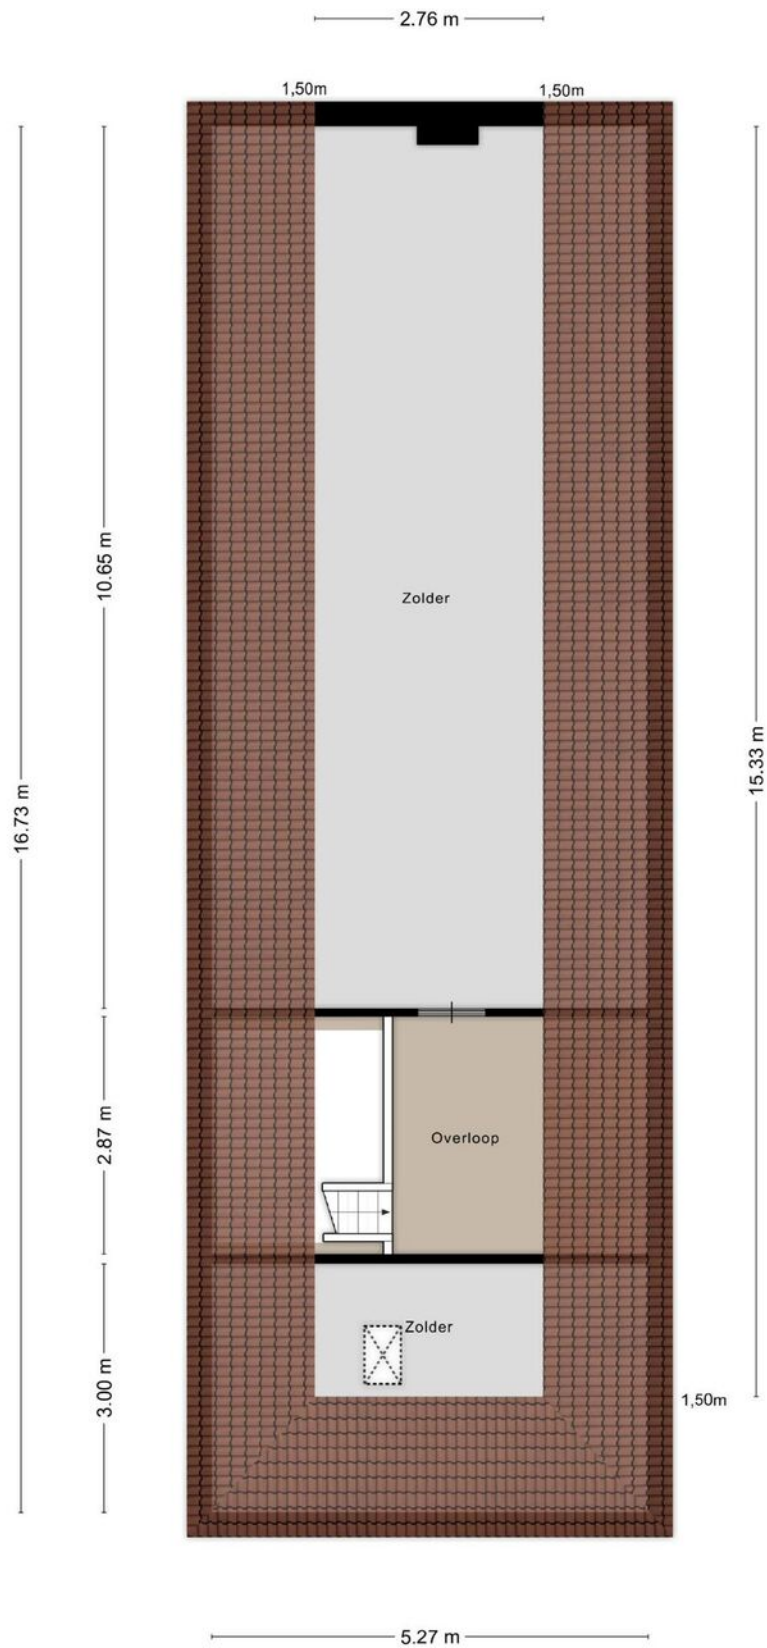 2.76 m
1,50m
1,50m
10.65 m
Zolder
15.33 m
16.73 m
2.87 m
Overloop
Zolder
3.00 m
1,50m
5.27 m